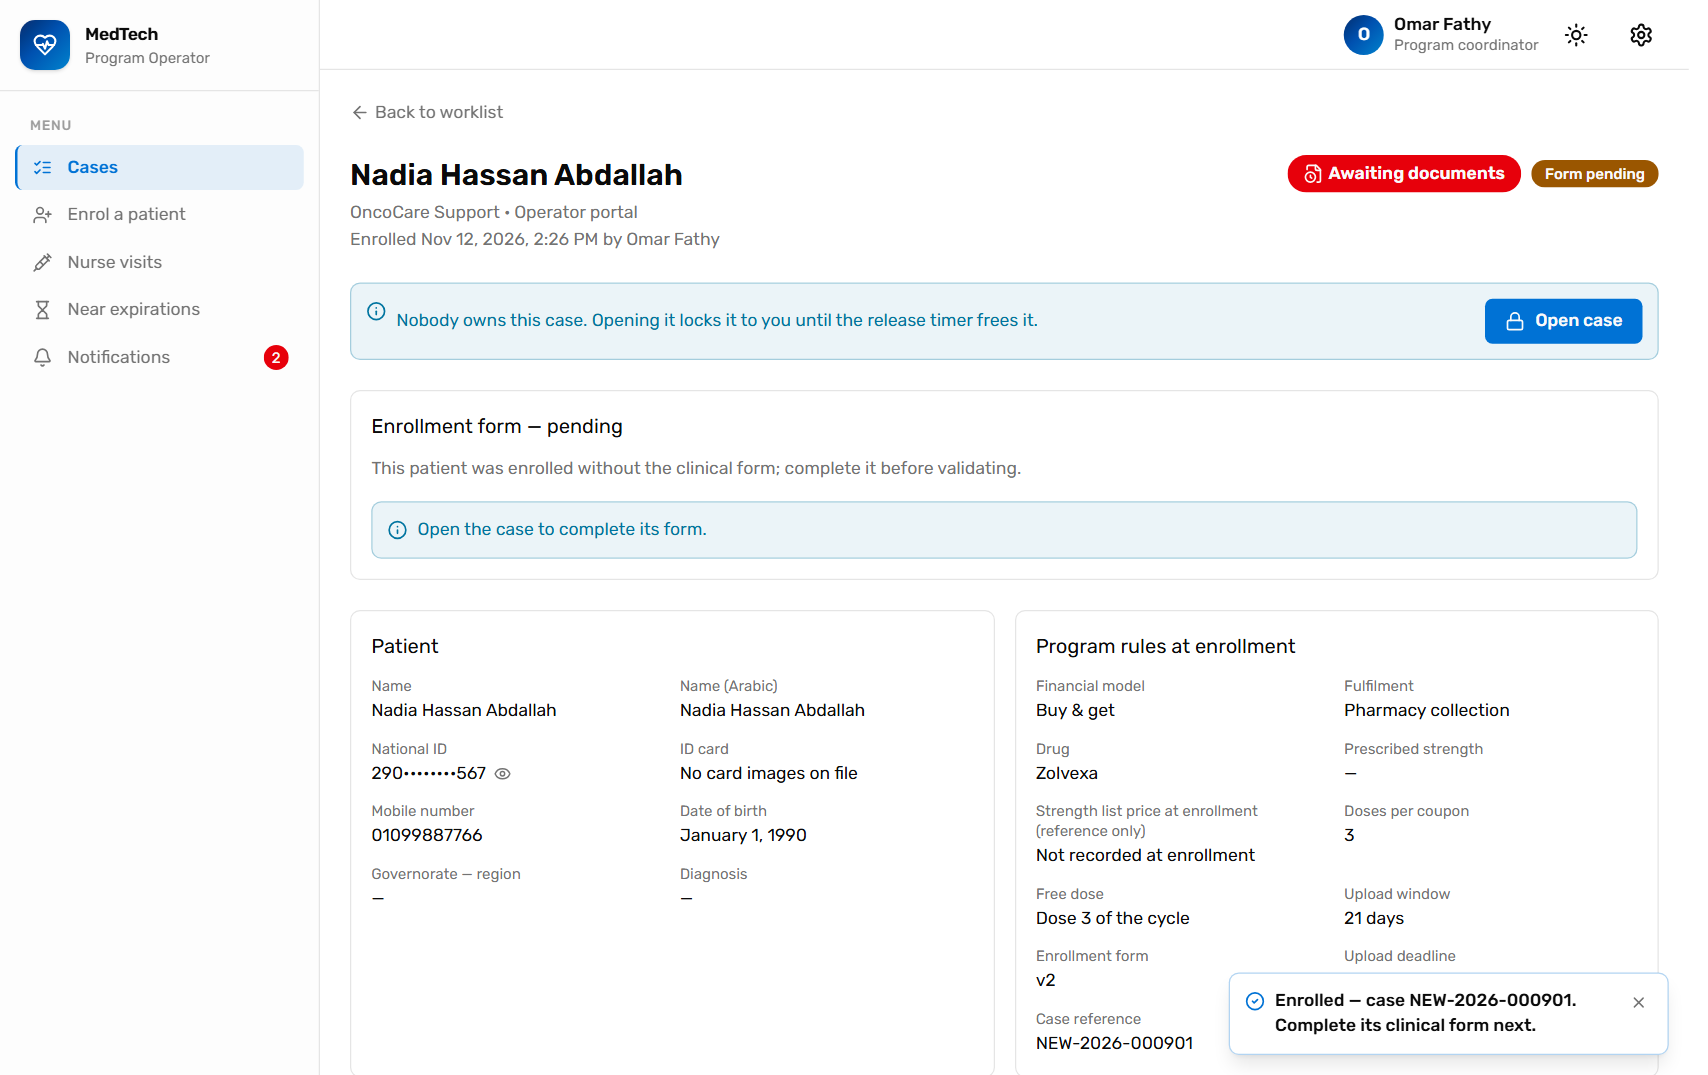 MedTech
Program Operator
MENU
Cases
Enrol a patient
Nurse visits
Near expirations
Notifications
2
O
Omar Fathy
Program coordinator
Back to worklist
Nadia Hassan Abdallah
Awaiting documents
Form pending
OncoCare Support • Operator portal
Enrolled Nov 12, 2026, 2:26 PM by Omar Fathy
Nobody owns this case. Opening it locks it to you until the release timer frees it.
Open case
Enrollment form — pending
This patient was enrolled without the clinical form; complete it before validating.
Open the case to complete its form.
Patient
Name
Nadia Hassan Abdallah
Name (Arabic)
Nadia Hassan Abdallah
National ID
290••••••••567
ID card
No card images on file
Mobile number
01099887766
Date of birth
January 1, 1990
Governorate — region
—
Diagnosis
—
Program rules at enrollment
Financial model
Buy & get
Fulfilment
Pharmacy collection
Drug
Zolvexa
Prescribed strength
—
Strength list price at enrollment
(reference only)
Not recorded at enrollment
Doses per coupon
3
Free dose
Dose 3 of the cycle
Upload window
21 days
Enrollment form
v2
Upload deadline
Case reference
NEW-2026-000901
Enrolled — case NEW-2026-000901.
Complete its clinical form next.